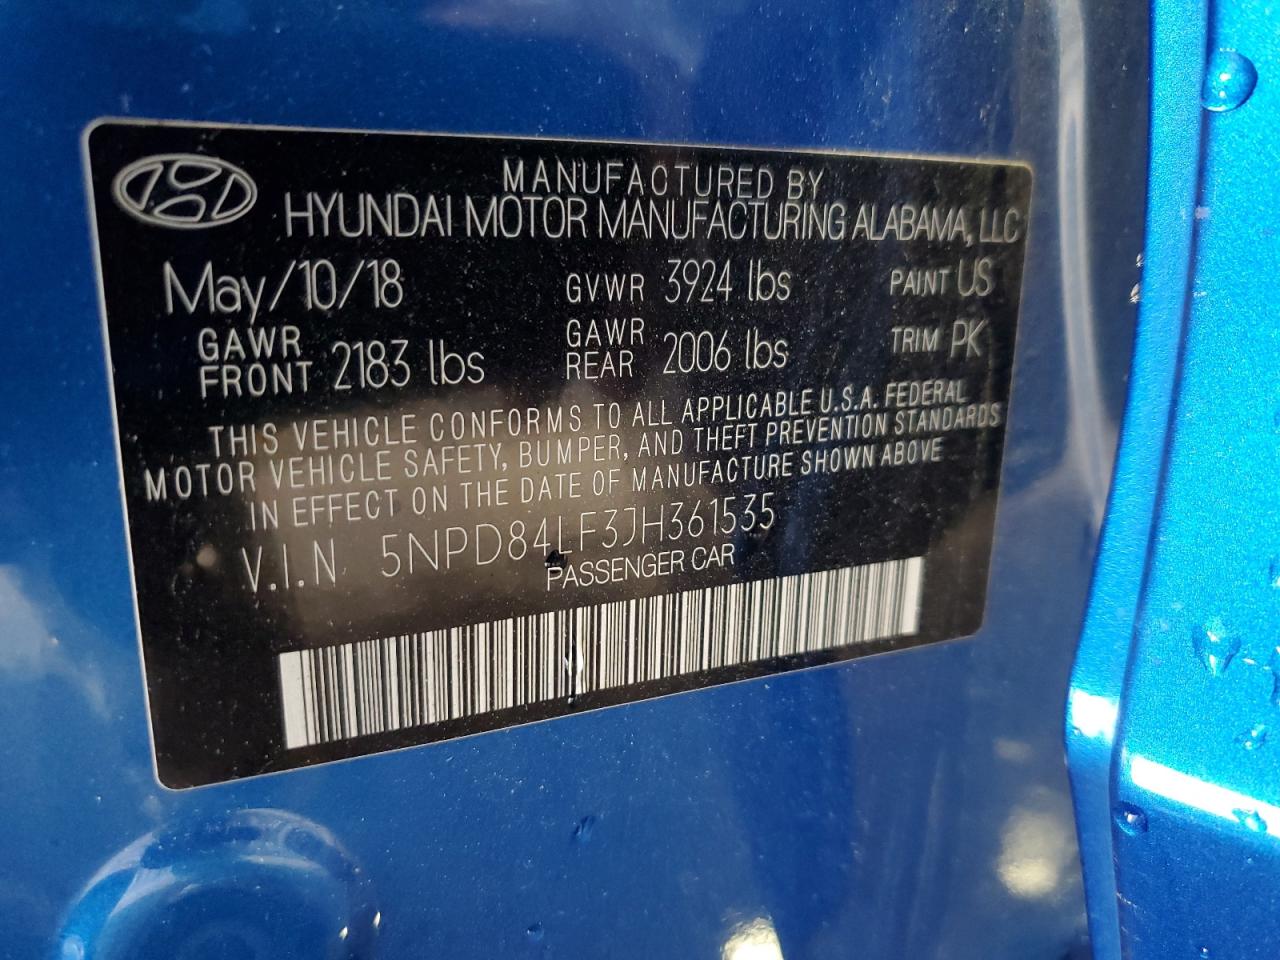 MANUFACTURED BY
HYUNDAI MOTOR MANUFACTURING ALABAMA, LLC
May/10/18 GVWR 3924 lbs PAINT US
GAWR FRONT 2183 lbs GAWR REAR 2006 lbs TRIM PK
THIS VEHICLE CONFORMS TO ALL APPLICABLE U.S.A. FEDERAL
MOTOR VEHICLE SAFETY, BUMPER, AND THEFT PREVENTION STANDARDS
IN EFFECT ON THE DATE OF MANUFACTURE SHOWN ABOVE
V.I.N 5NPD84LF3JH361535
PASSENGER CAR